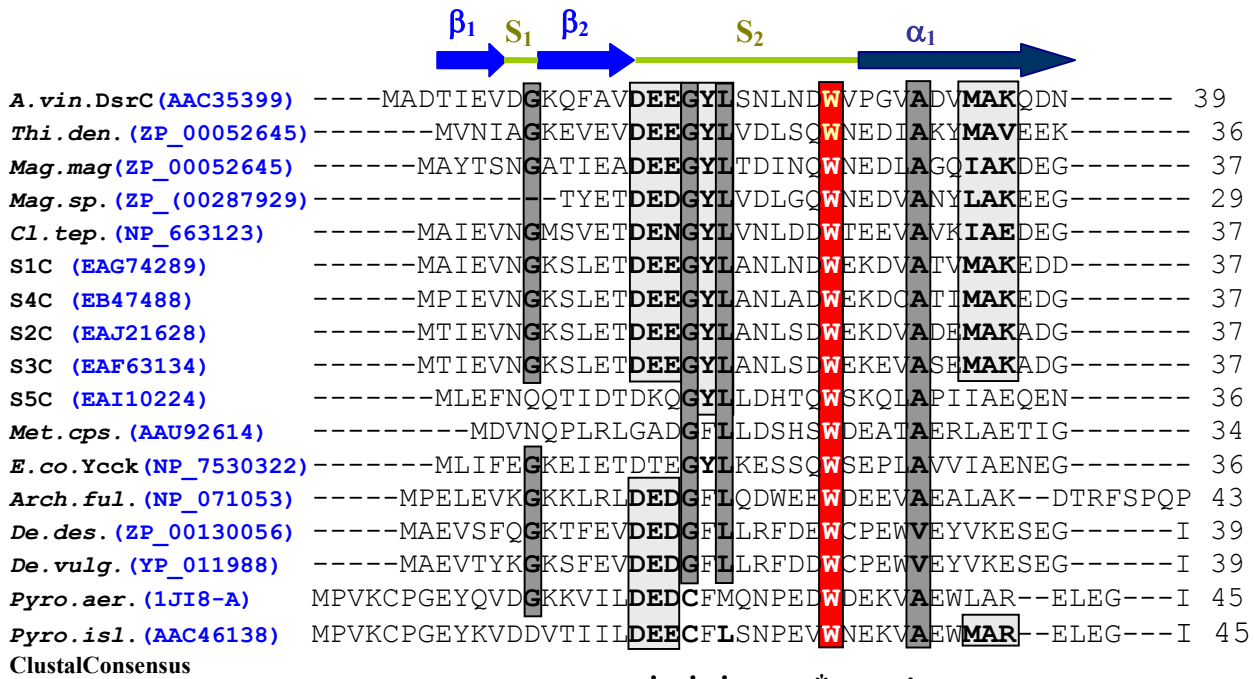 β1 S1 β2 S2 α1
A.vin.DsrC(AAC35399) ----MADTIEVDGKQFAVDEEGYLSNLNDWVPGVADVMAKQDN------ 39
Thi.den.(ZP_00052645) -------MVNIAGKEVEVDEEGYLVDLSQWNEDIAKYMAVEEK------ 36
Mag.mag(ZP_00052645) ------MAYTSNGATIEADEEGYLTDINQWNEDLAGQIAKDEG------ 37
Mag.sp.(ZP_(00287929) --------------TYETDEDGYLVDLGQWNEDVANYLAKEEG------ 29
Cl.tep.(NP_663123) ------MAIEVNGMSVETDENGYLVNLDDWTEEVAVKIAEDEG------ 37
S1C (EAG74289) ------MAIEVNGKSLETDEEGYLANLNDWEKDVATVMAKEDD------ 37
S4C (EB47488) ------MPIEVNGKSLETDEEGYLANLADWEKDCATIMAKEDG------ 37
S2C (EAJ21628) ------MTIEVNGKSLETDEEGYLANLSDWEKDVADEMAKADG------ 37
S3C (EAF63134) ------MTIEVNGKSLETDEEGYLANLSDWEKEVASEMAKADG------ 37
S5C (EAI10224) -------MLEFNQQTIDTDKQGYLLDHTQWSKQLAPIIAEQEN------ 36
Met.cps.(AAU92614) ---------MDVNQPLRLGADGFLLDSHSWDEATAERLAETIG------ 34
E.co.Ycck(NP_7530322) -------MLIFEGKEIETDTEGYLKESSQWSEPLAVVIAENEG------ 36
Arch.ful.(NP_071053) -----MPELEVKGKKLRLDEDGFLQDWEEWDEEVAEALAK--DTRFSPQP 43
De.des.(ZP_00130056) -----MAEVSFQGKTFEVDEDGFLLRFDEWCPEWVEYVKESEG------I 39
De.vulg.(YP_011988) -----MAEVTYKGKSFEVDEDGFLLRFDDWCPEWVEYVKESEG------I 39
Pyro.aer.(1JI8-A) MPVKCPGEYQVDGKKVILDEDCFMQNPEDWDEKVAEWLAR--ELEG---I 45
Pyro.isl.(AAC46138) MPVKCPGEYKVDDVTIILDEECFLSNPEVWNEKVAEWMAR--ELEG---I 45
ClustalConsensus